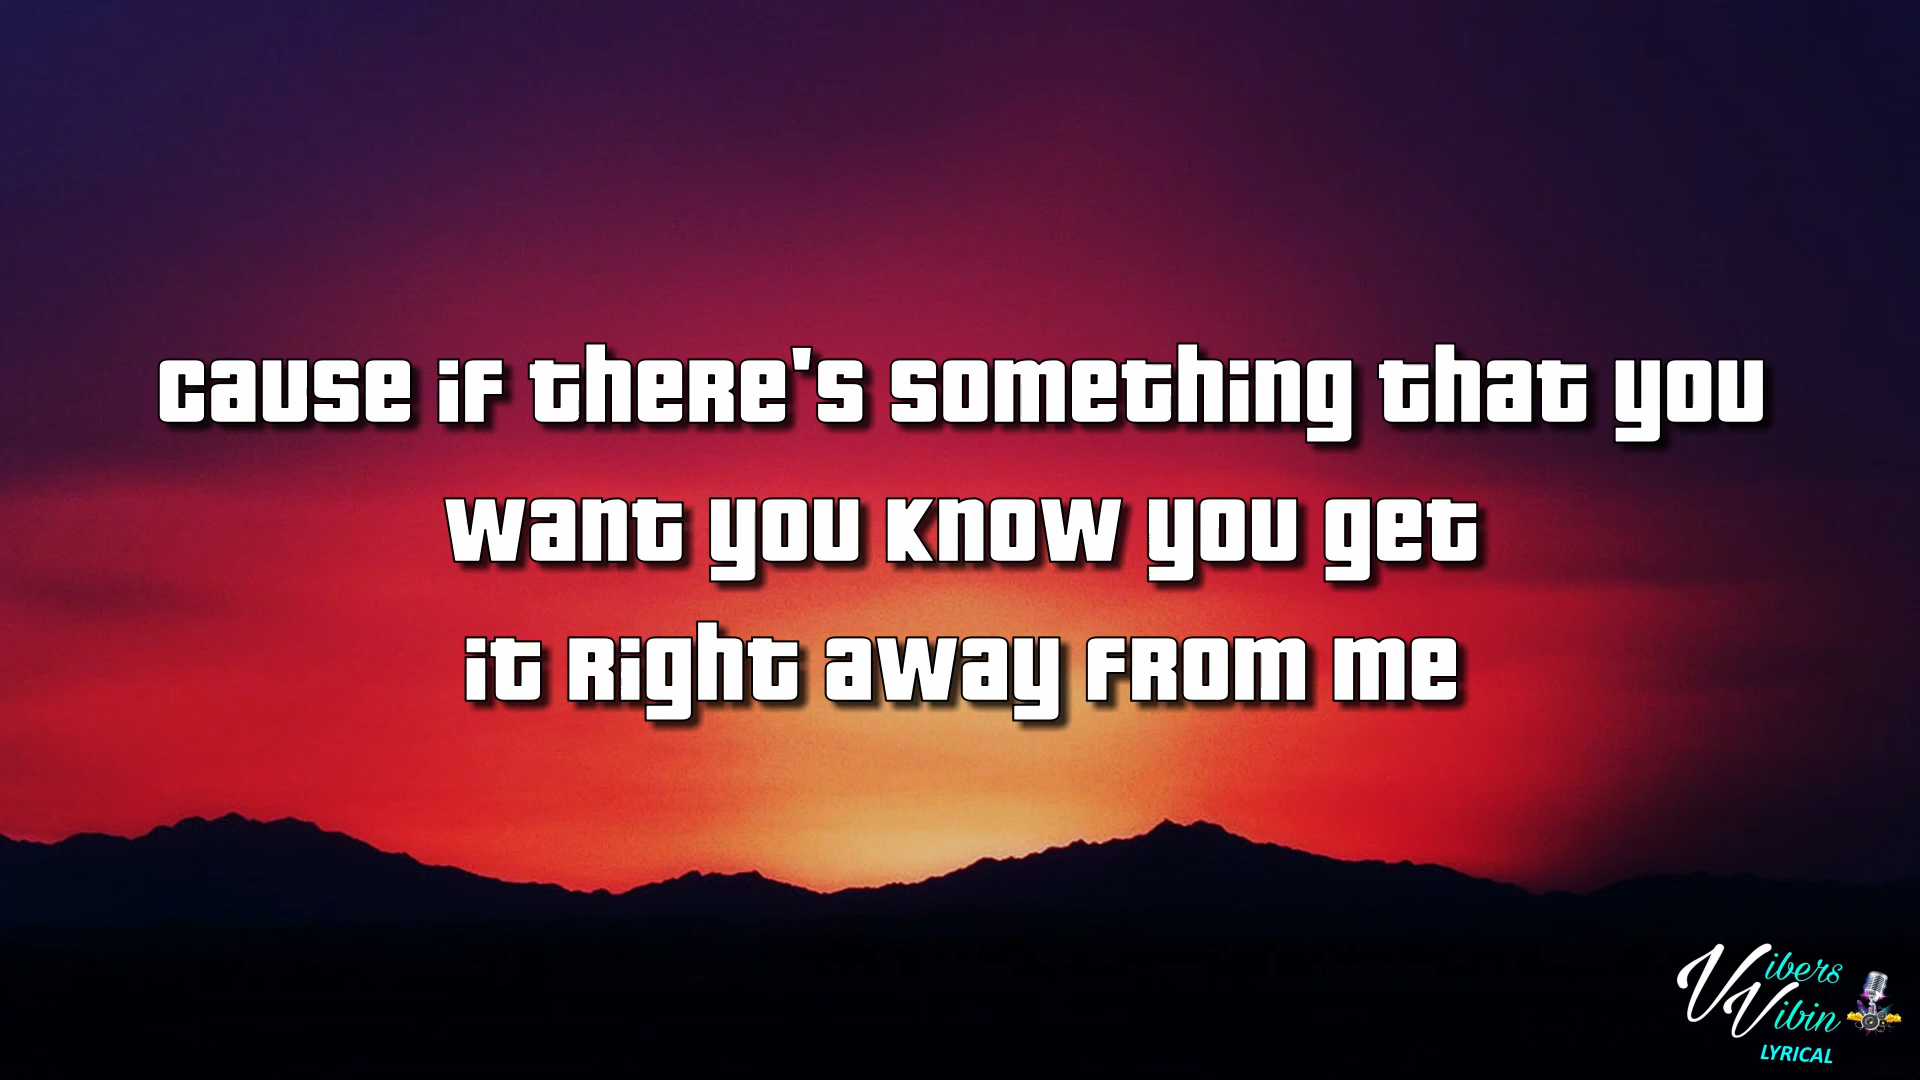 cause if there's something that you
want you know you get
it right away from me
Vibers
Vibin
LYRICAL